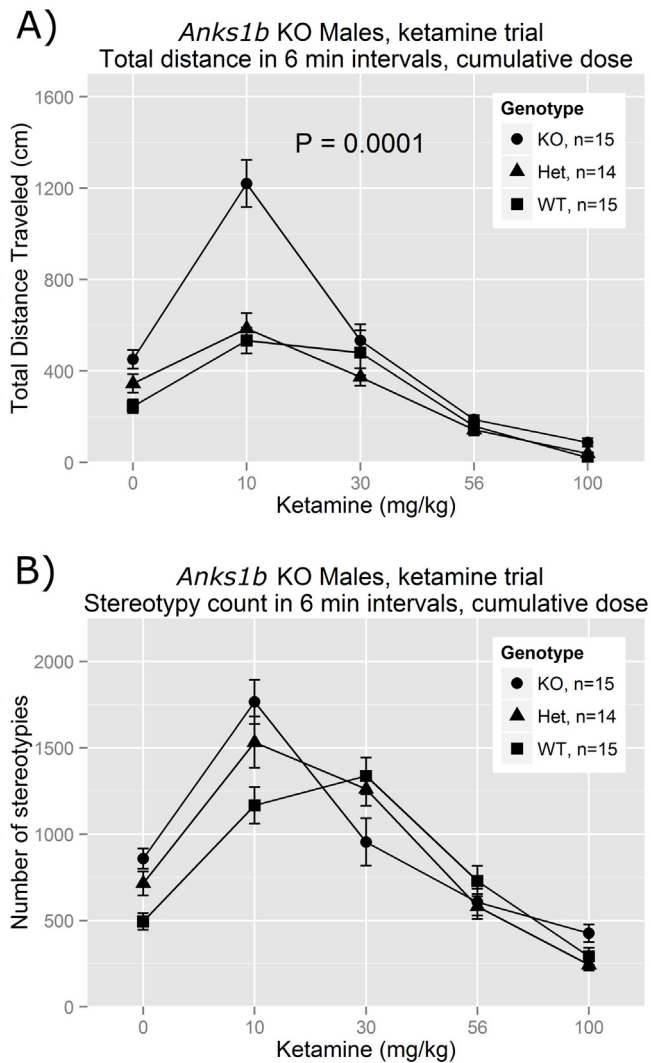 A)
Anks1b KO Males, ketamine trial
Total distance in 6 min intervals, cumulative dose
Total Distance Traveled (cm)
1600
1200
800
400
0
P = 0.0001
Genotype
KO, n=15
Het, n=14
WT, n=15
0 10 30 56 100
Ketamine (mg/kg)
B)
Anks1b KO Males, ketamine trial
Stereotypy count in 6 min intervals, cumulative dose
Number of stereotypies
2000
1500
1000
500
0
Genotype
KO, n=15
Het, n=14
WT, n=15
0 10 30 56 100
Ketamine (mg/kg)